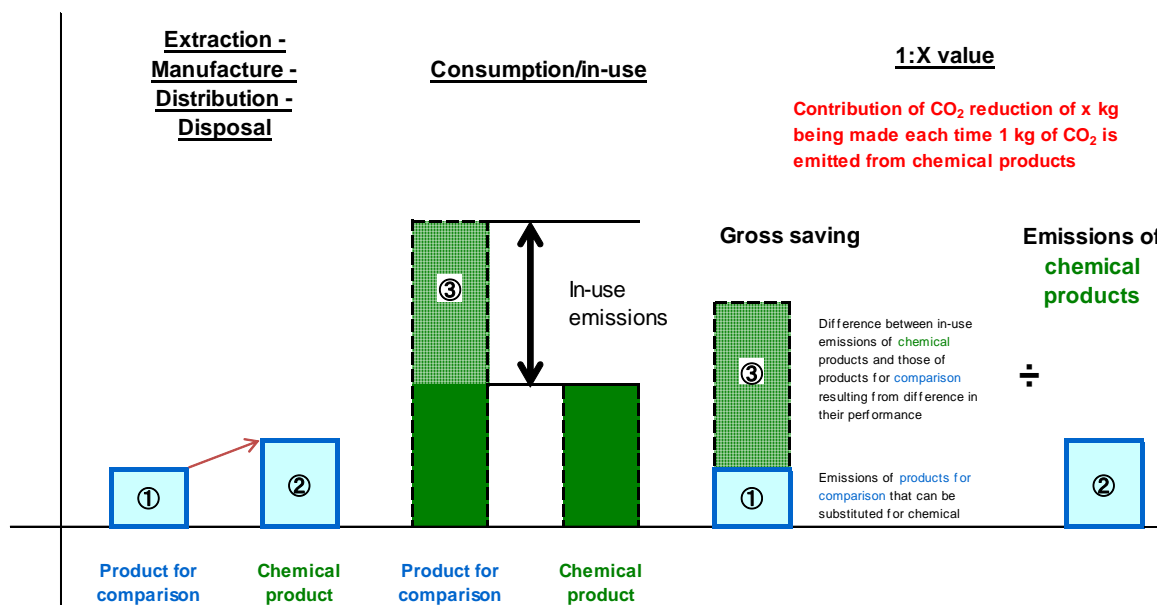 Extraction -
Manufacture -
Distribution -
Disposal
Consumption/in-use
1:X value
Contribution of CO₂ reduction of x kg
being made each time 1 kg of CO₂ is
emitted from chemical products
Gross saving
Emissions of
chemical
products
③
In-use
emissions
③
Difference between in-use
emissions of chemical
products and those of
products for comparison
resulting from difference in
their performance
÷
①
②
①
Emissions of products for
comparison that can be
substituted for chemical
②
Product for
comparison
Chemical
product
Product for
comparison
Chemical
product